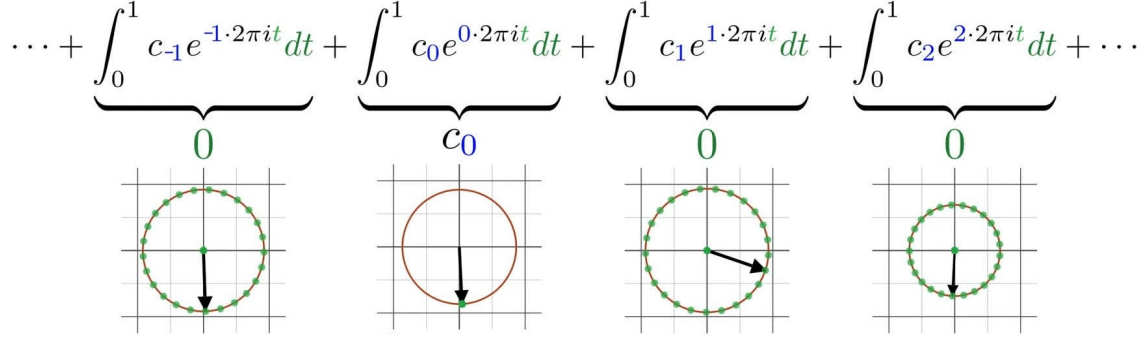 ⋯ + ∫₀¹ c₋₁e^{-1·2πit}dt + ∫₀¹ c₀e^{0·2πit}dt + ∫₀¹ c₁e^{1·2πit}dt + ∫₀¹ c₂e^{2·2πit}dt + ⋯
0 c₀ 0 0